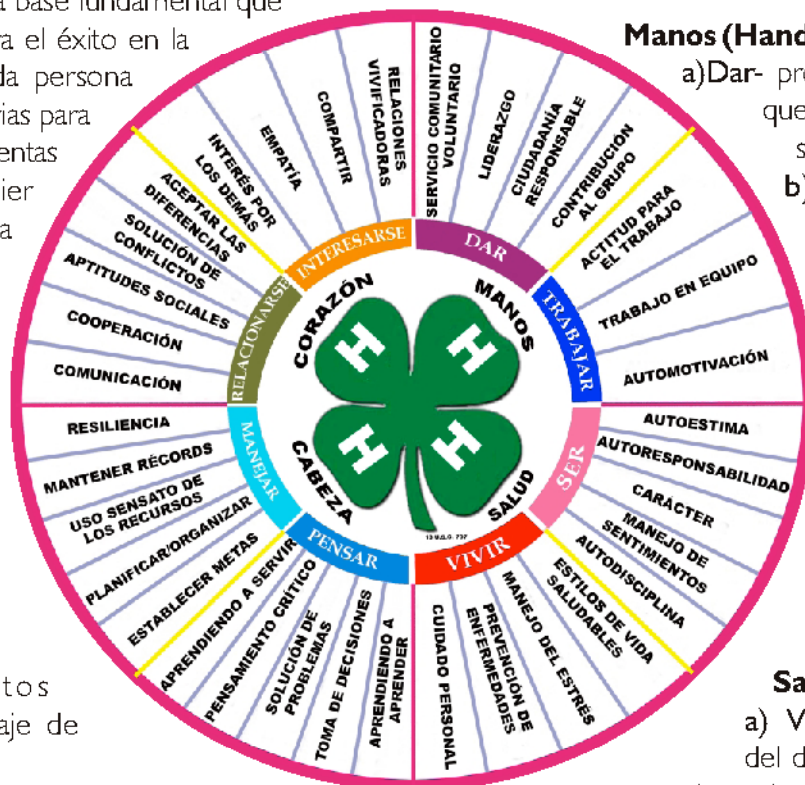 a base fundamental que
ra el éxito en la
da persona
rias para
entas
ier
a
Manos (Hand
a)Dar- pr
que
s
b)
SERVICIO COMUNITARIO
VOLUNTARIO
LIDERAZGO
CIUDADANÍA
RESPONSABLE
CONTRIBUCIÓN
AL GRUPO
ACTITUD PARA
EL TRABAJO
TRABAJO EN EQUIPO
AUTOMOTIVACIÓN
AUTOESTIMA
AUTORESPONSABILIDAD
CARÁCTER
MANEJO DE
SENTIMIENTOS
AUTODISCIPLINA
ESTILOS DE VIDA
SALUDABLES
MANEJO DEL ESTRÉS
PREVENCIÓN DE
ENFERMEDADES
CUIDADO PERSONAL
APRENDIENDO A
APRENDER
TOMA DE DECISIONES
SOLUCIÓN DE
PROBLEMAS
PENSAMIENTO CRÍTICO
APRENDIENDO A SERVIR
ESTABLECER METAS
PLANIFICAR/ORGANIZAR
USO SENSATO DE
LOS RECURSOS
MANTENER RÉCORDS
RESILIENCIA
COMUNICACIÓN
COOPERACIÓN
APTITUDES SOCIALES
SOLUCIÓN DE
CONFLICTOS
ACEPTAR LAS
DIFERENCIAS
INTERÉS POR
LOS DEMÁS
EMPATÍA
COMPARTIR
RELACIONES
VIVIFICADORAS
DAR
TRABAJAR
SER
VIVIR
PENSAR
MANEJAR
RELACIONARSE
INTERESARSE
CORAZÓN
MANOS
CABEZA
SALUD
H
H
H
H
18 U.S.C. 707
tos
aje de
Sa
a) V
del d